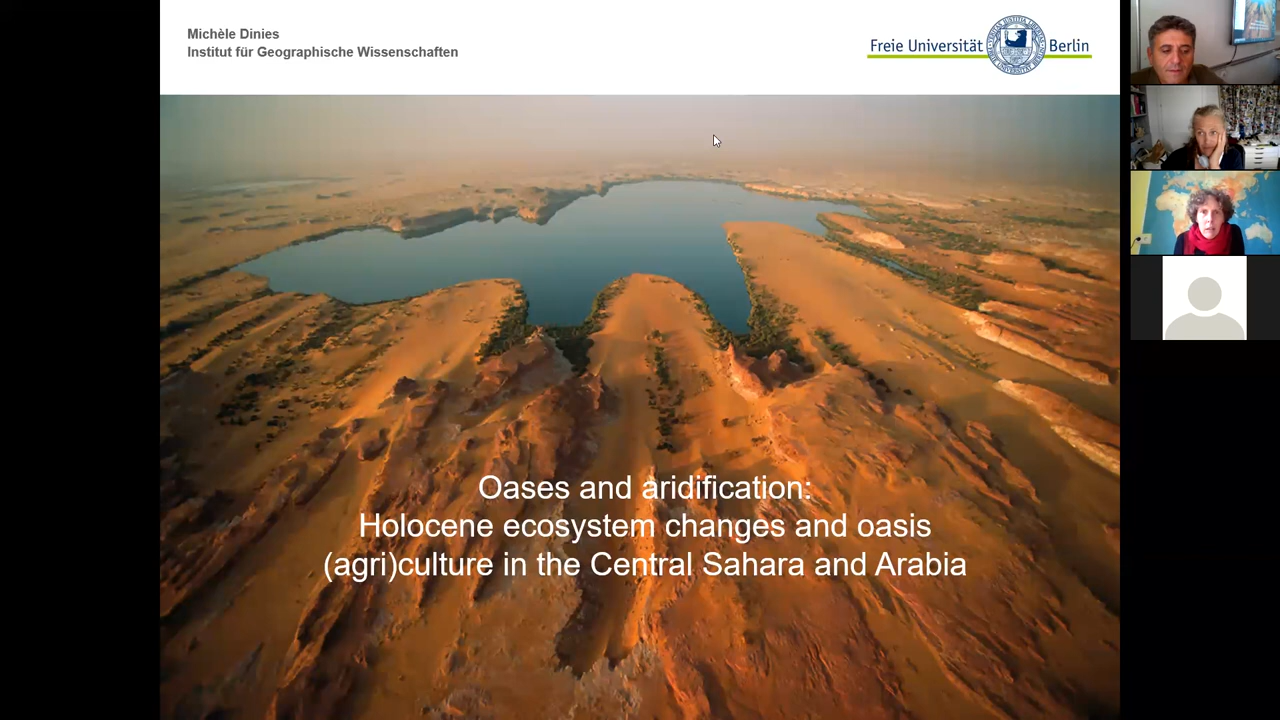 Michèle Dinies
Institut für Geographische Wissenschaften
Freie Universität Berlin
Oases and aridification:
Holocene ecosystem changes and oasis
(agri)culture in the Central Sahara and Arabia